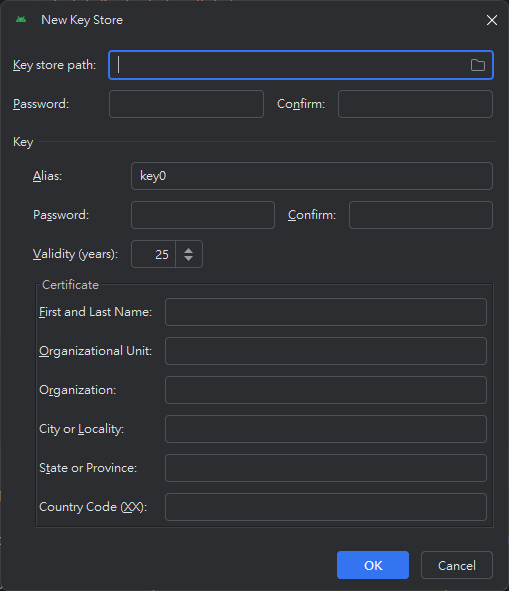 New Key Store
Key store path:
Password: Confirm:
Key
Alias: key0
Password: Confirm:
Validity (years): 25
Certificate
First and Last Name:
Organizational Unit:
Organization:
City or Locality:
State or Province:
Country Code (XX):
OK Cancel